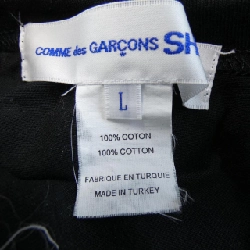 COMME des GARÇONS SH
L
100% COTON
100% COTTON
FABRIQUE EN TURQUIE
MADE IN TURKEY